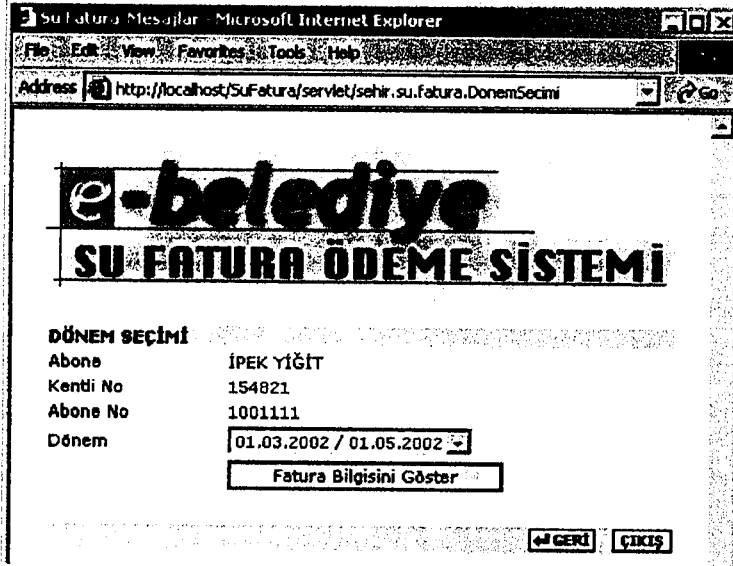 Su Fatura Mesajlar - Microsoft Internet Explorer
File Edit View Favorites Tools Help
Address http://localhost/SuFatura/servlet/sehir.su.fatura.DonemSecimi Go
e-belediye
SU FATURA ÖDEME SİSTEMİ
DÖNEM SEÇİMİ
Abone İPEK YİĞİT
Kentli No 154821
Abone No 1001111
Dönem 01.03.2002 / 01.05.2002
Fatura Bilgisini Göster
GERİ ÇIKIŞ